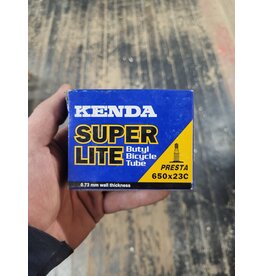 KENDA
SUPER
LITE
Butyl
Bicycle
Tube
PRESTA
650x23C
0.73 mm wall thickness